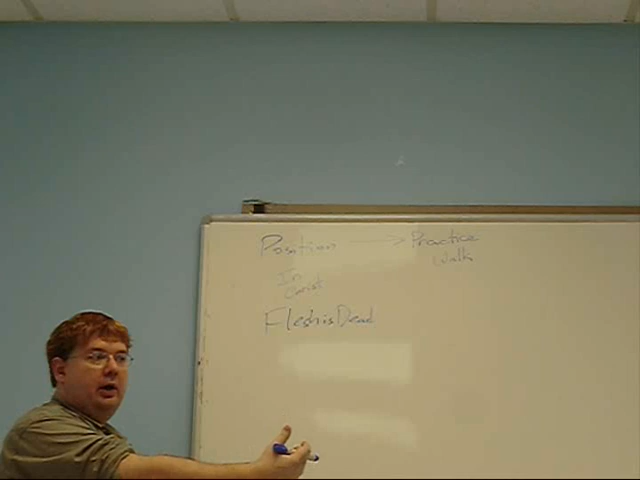 Position → Practice
Walk
In
Christ
Flesh is Dead